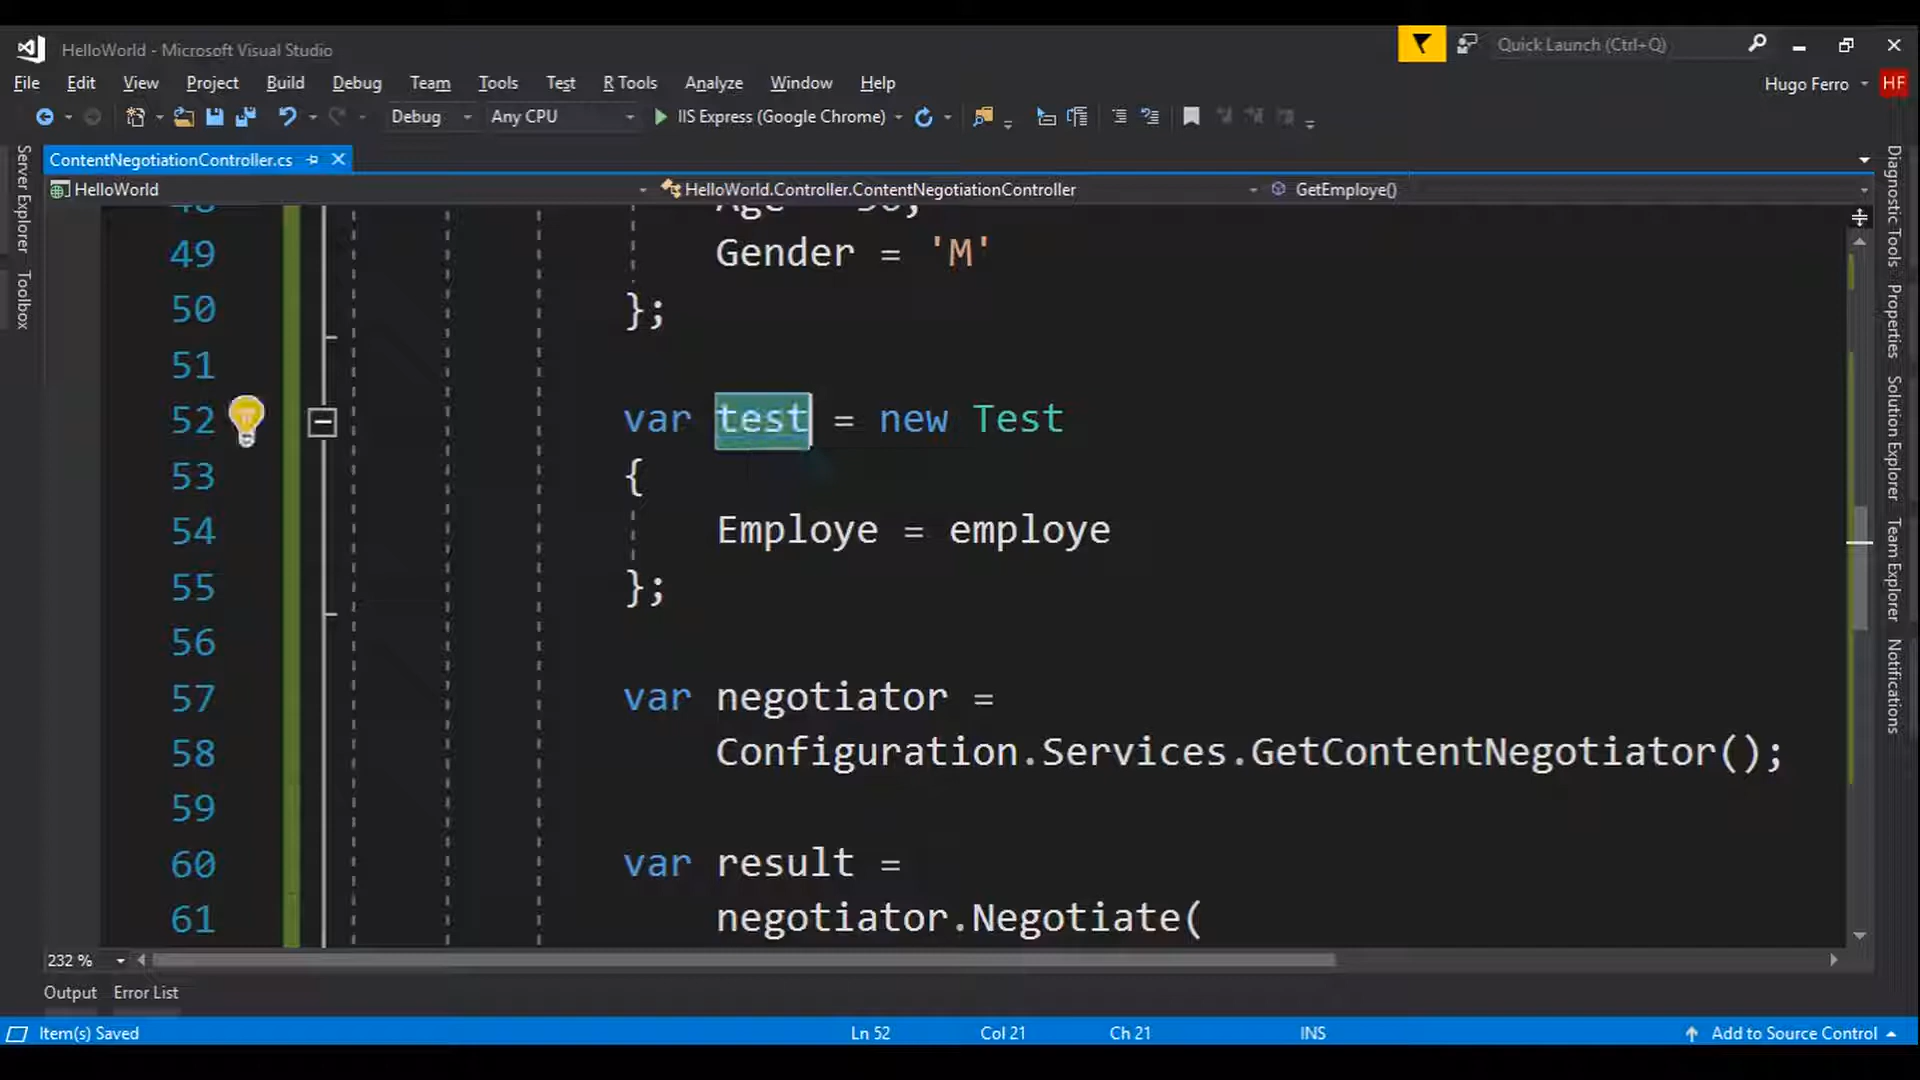 HelloWorld - Microsoft Visual Studio
Quick Launch (Ctrl+Q)
File Edit View Project Build Debug Team Tools Test R Tools Analyze Window Help
Hugo Ferro HF
Debug Any CPU IIS Express (Google Chrome)
ContentNegotiationController.cs
HelloWorld HelloWorld.Controller.ContentNegotiationController GetEmploye()
Server Explorer
Toolbox
49 Gender = 'M'
50 };
51
52 var test = new Test
53 {
54 Employe = employe
55 };
56
57 var negotiator =
58 Configuration.Services.GetContentNegotiator();
59
60 var result =
61 negotiator.Negotiate(
Diagnostic Tools
Properties
Solution Explorer
Team Explorer
Notifications
232 %
Output Error List
Item(s) Saved Ln 52 Col 21 Ch 21 INS Add to Source Control